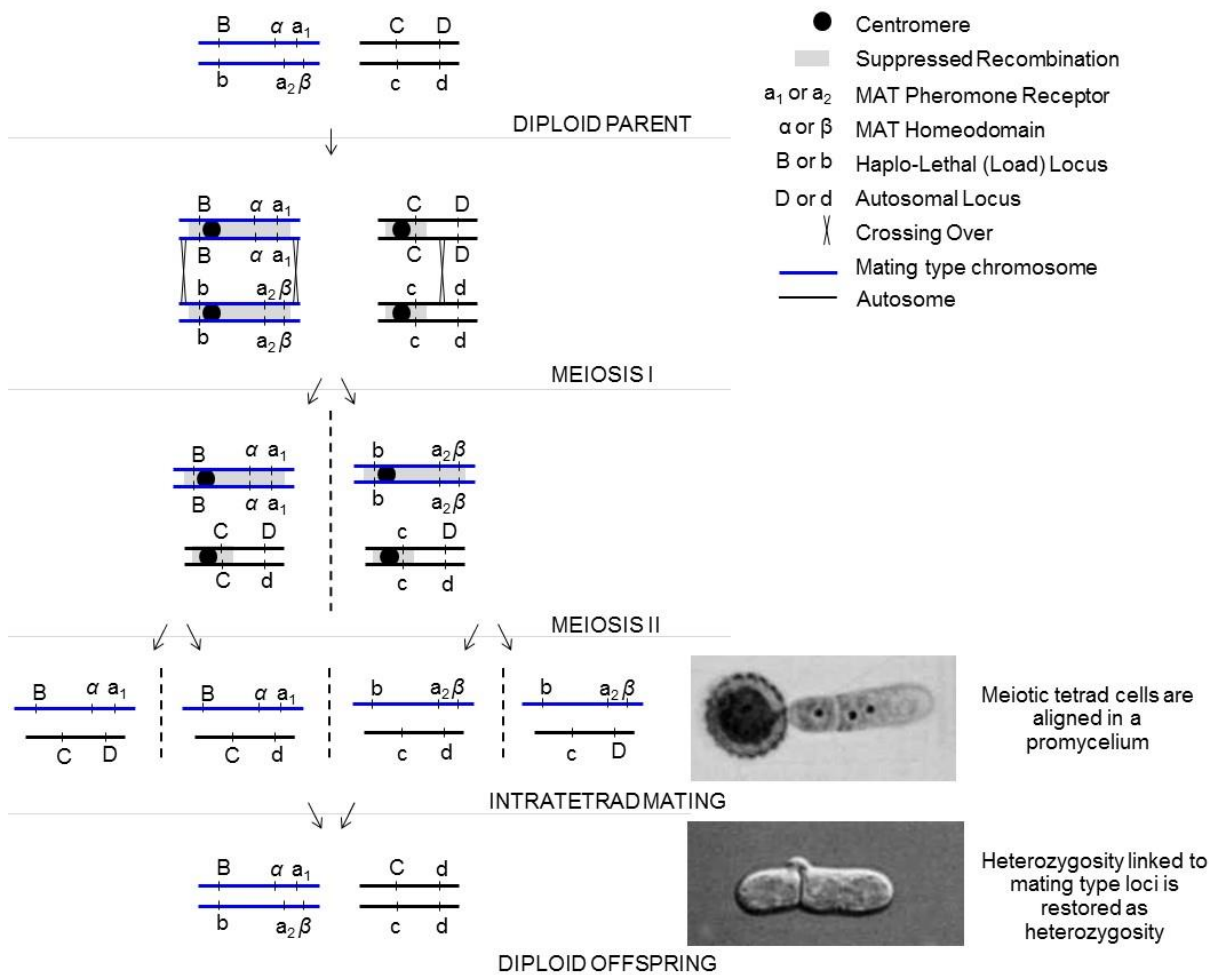 B α a₁ C D
b a₂ β c d
DIPLOID PARENT
B α a₁ C D
B α a₁ C D
b a₂ β c d
b a₂ β c d
MEIOSIS I
B α a₁ b a₂ β
B α a₁ b a₂ β
C D c D
C d c d
MEIOSIS II
B α a₁ B α a₁ b a₂ β b a₂ β
C D C d c d c D
INTRATETRAD MATING
B α a₁ C d
b a₂ β c d
DIPLOID OFFSPRING
Centromere
Suppressed Recombination
a₁ or a₂ MAT Pheromone Receptor
α or β MAT Homeodomain
B or b Haplo-Lethal (Load) Locus
D or d Autosomal Locus
Crossing Over
Mating type chromosome
Autosome
Meiotic tetrad cells are
aligned in a
promycelium
Heterozygosity linked to
mating type loci is
restored as
heterozygosity